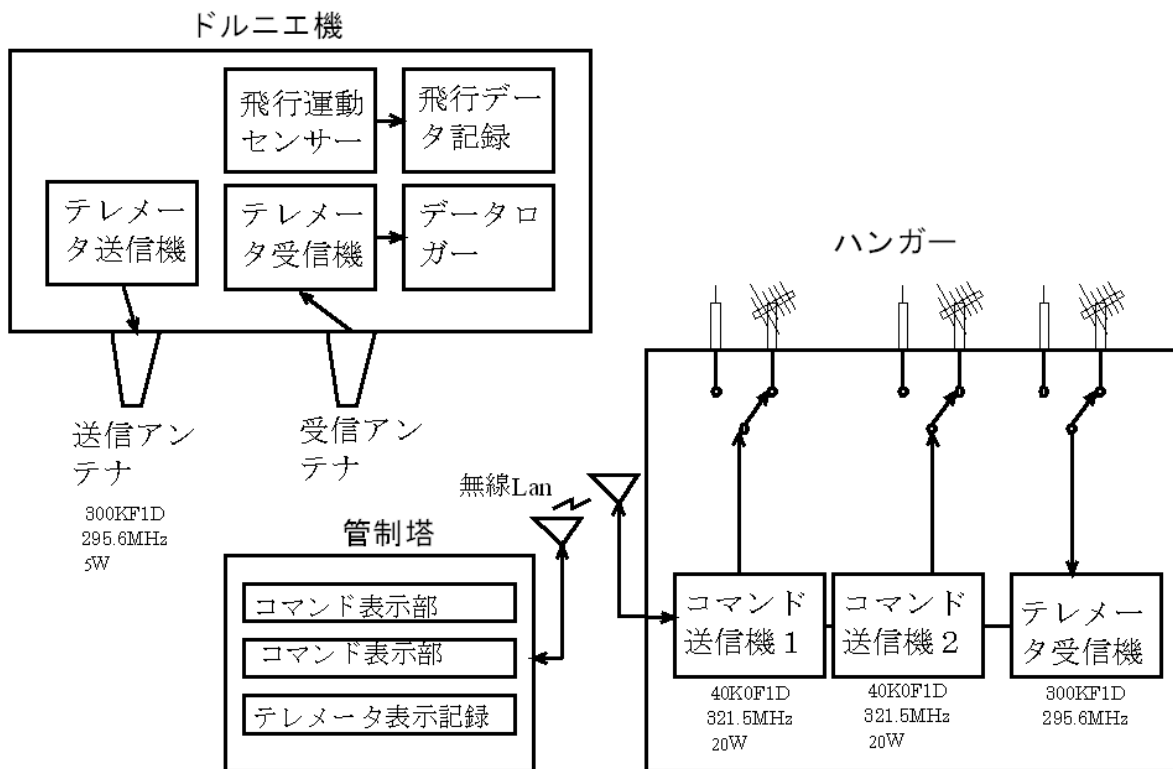 ドルニエ機
飛行運動
センサー
飛行デー
タ記録
テレメー
タ送信機
テレメー
タ受信機
データロ
ガー
送信アン
テナ
300KF1D
295.6MHz
5W
受信アン
テナ
無線Lan
管制塔
コマンド表示部
コマンド表示部
テレメータ表示記録
ハンガー
コマンド
送信機1
40K0F1D
321.5MHz
20W
コマンド
送信機2
40K0F1D
321.5MHz
20W
テレメー
タ受信機
300KF1D
295.6MHz